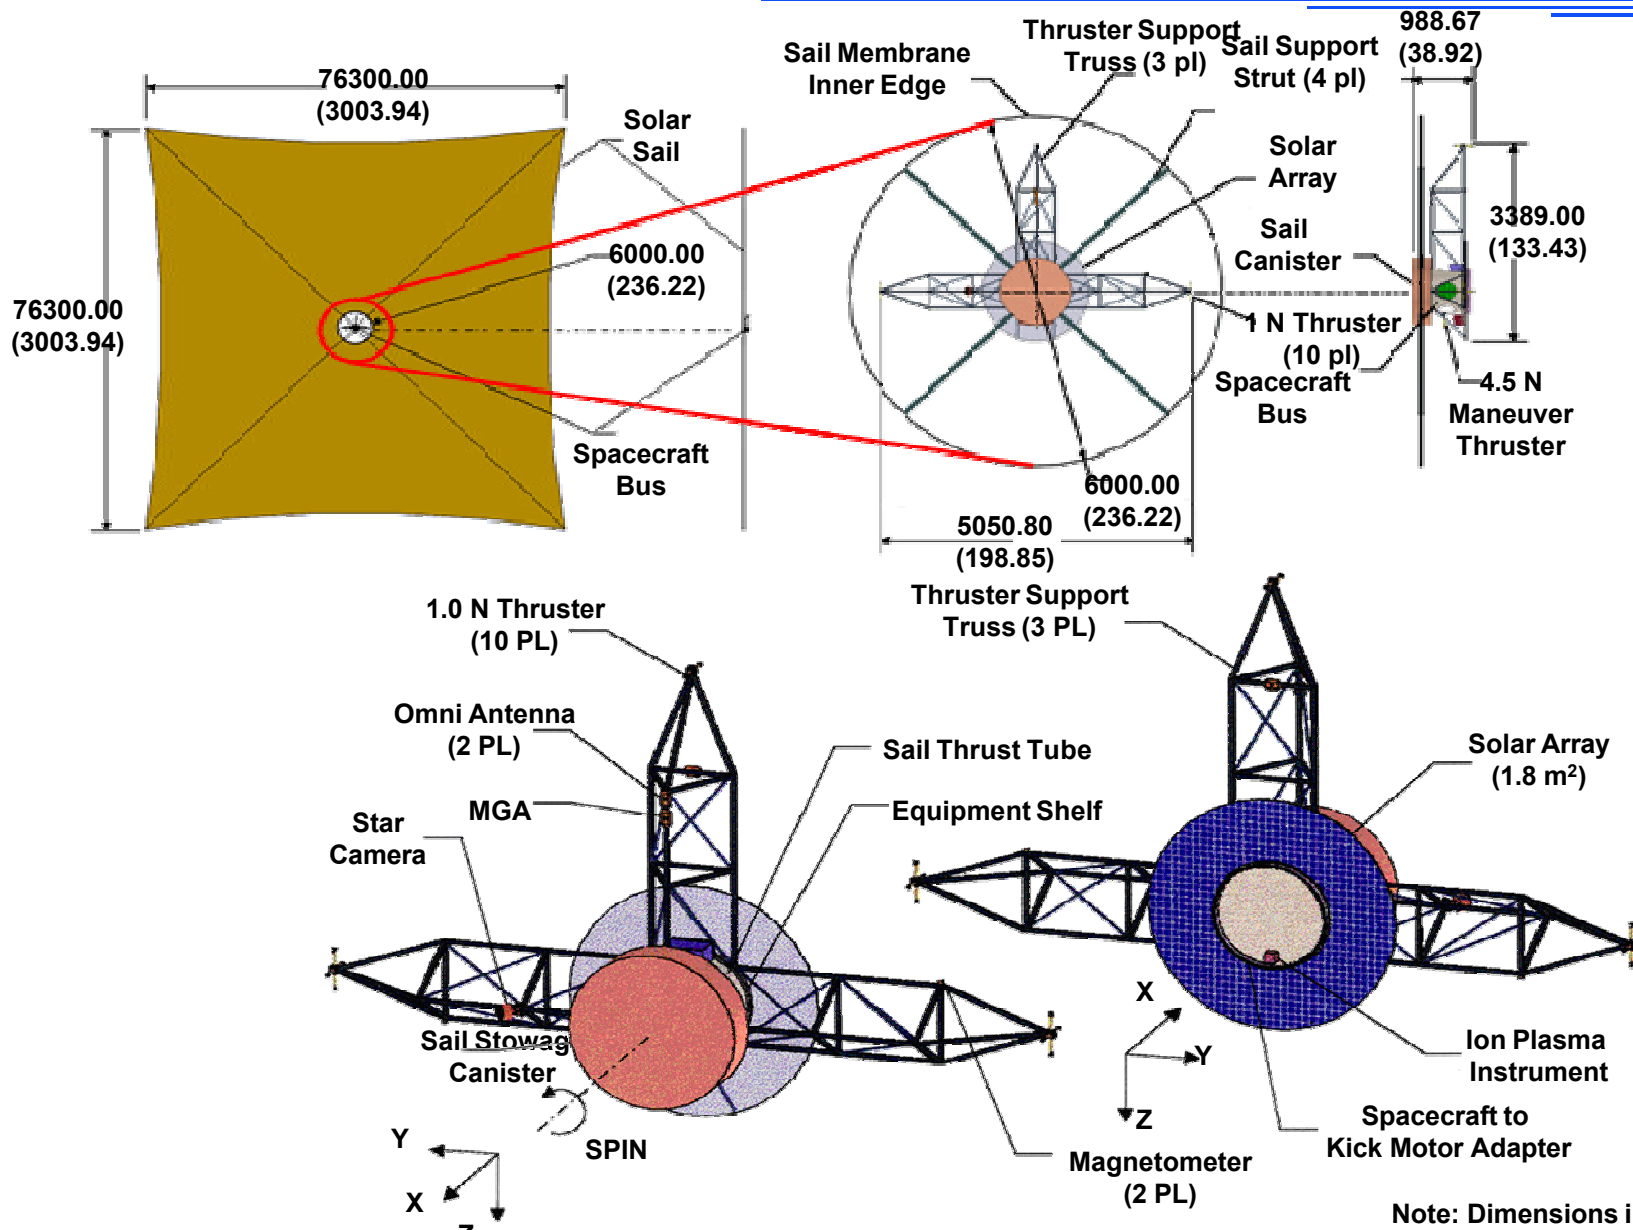 76300.00
(3003.94)
Solar
Sail
6000.00
(236.22)
76300.00
(3003.94)
Spacecraft
Bus
Sail Membrane
Inner Edge
Thruster Support
Truss (3 pl)
Sail Support
Strut (4 pl)
988.67
(38.92)
Solar
Array
Sail
Canister
3389.00
(133.43)
1 N Thruster
(10 pl)
Spacecraft
Bus
4.5 N
Maneuver
Thruster
6000.00
(236.22)
5050.80
(198.85)
1.0 N Thruster
(10 PL)
Omni Antenna
(2 PL)
MGA
Star
Camera
Sail Thrust Tube
Equipment Shelf
Sail Stowag
Canister
SPIN
Y
X
Z
Magnetometer
(2 PL)
Thruster Support
Truss (3 PL)
Solar Array
(1.8 m²)
X
Y
Z
Ion Plasma
Instrument
Spacecraft to
Kick Motor Adapter
Note: Dimensions i